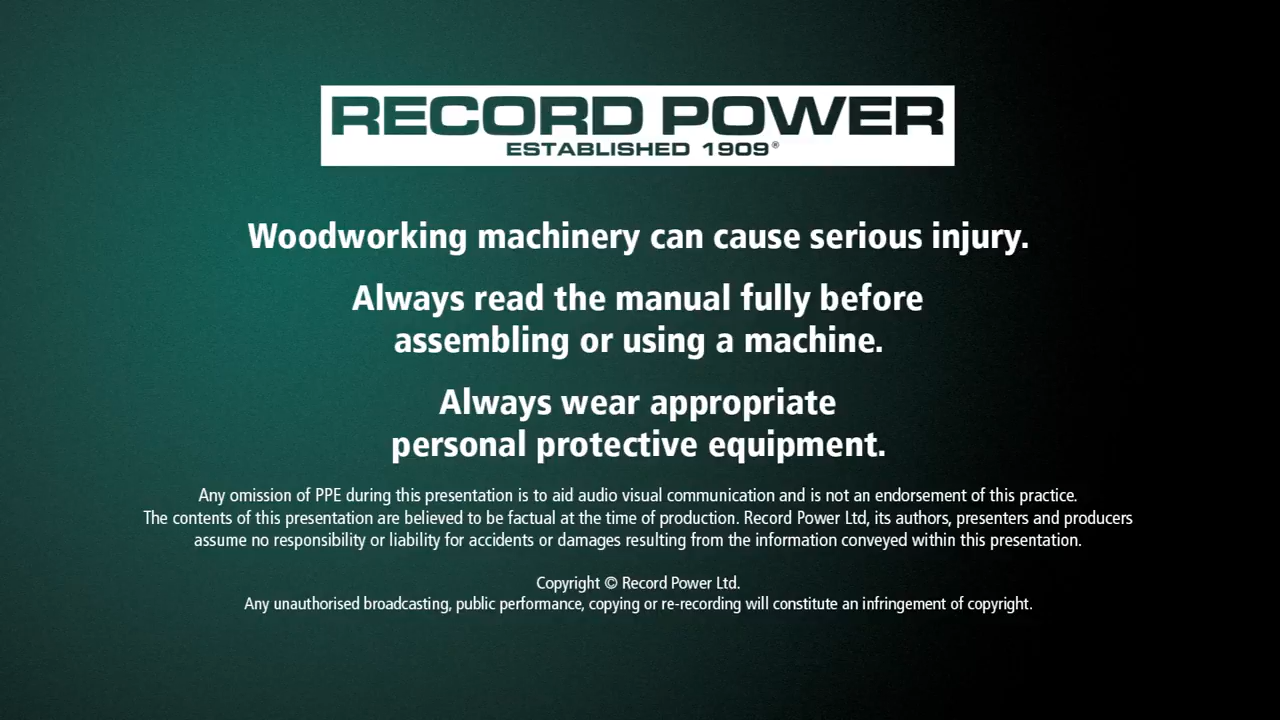 RECORD POWER
ESTABLISHED 1909®
Woodworking machinery can cause serious injury.
Always read the manual fully before
assembling or using a machine.
Always wear appropriate
personal protective equipment.
Any omission of PPE during this presentation is to aid audio visual communication and is not an endorsement of this practice.
The contents of this presentation are believed to be factual at the time of production. Record Power Ltd, its authors, presenters and producers
assume no responsibility or liability for accidents or damages resulting from the information conveyed within this presentation.
Copyright © Record Power Ltd.
Any unauthorised broadcasting, public performance, copying or re-recording will constitute an infringement of copyright.